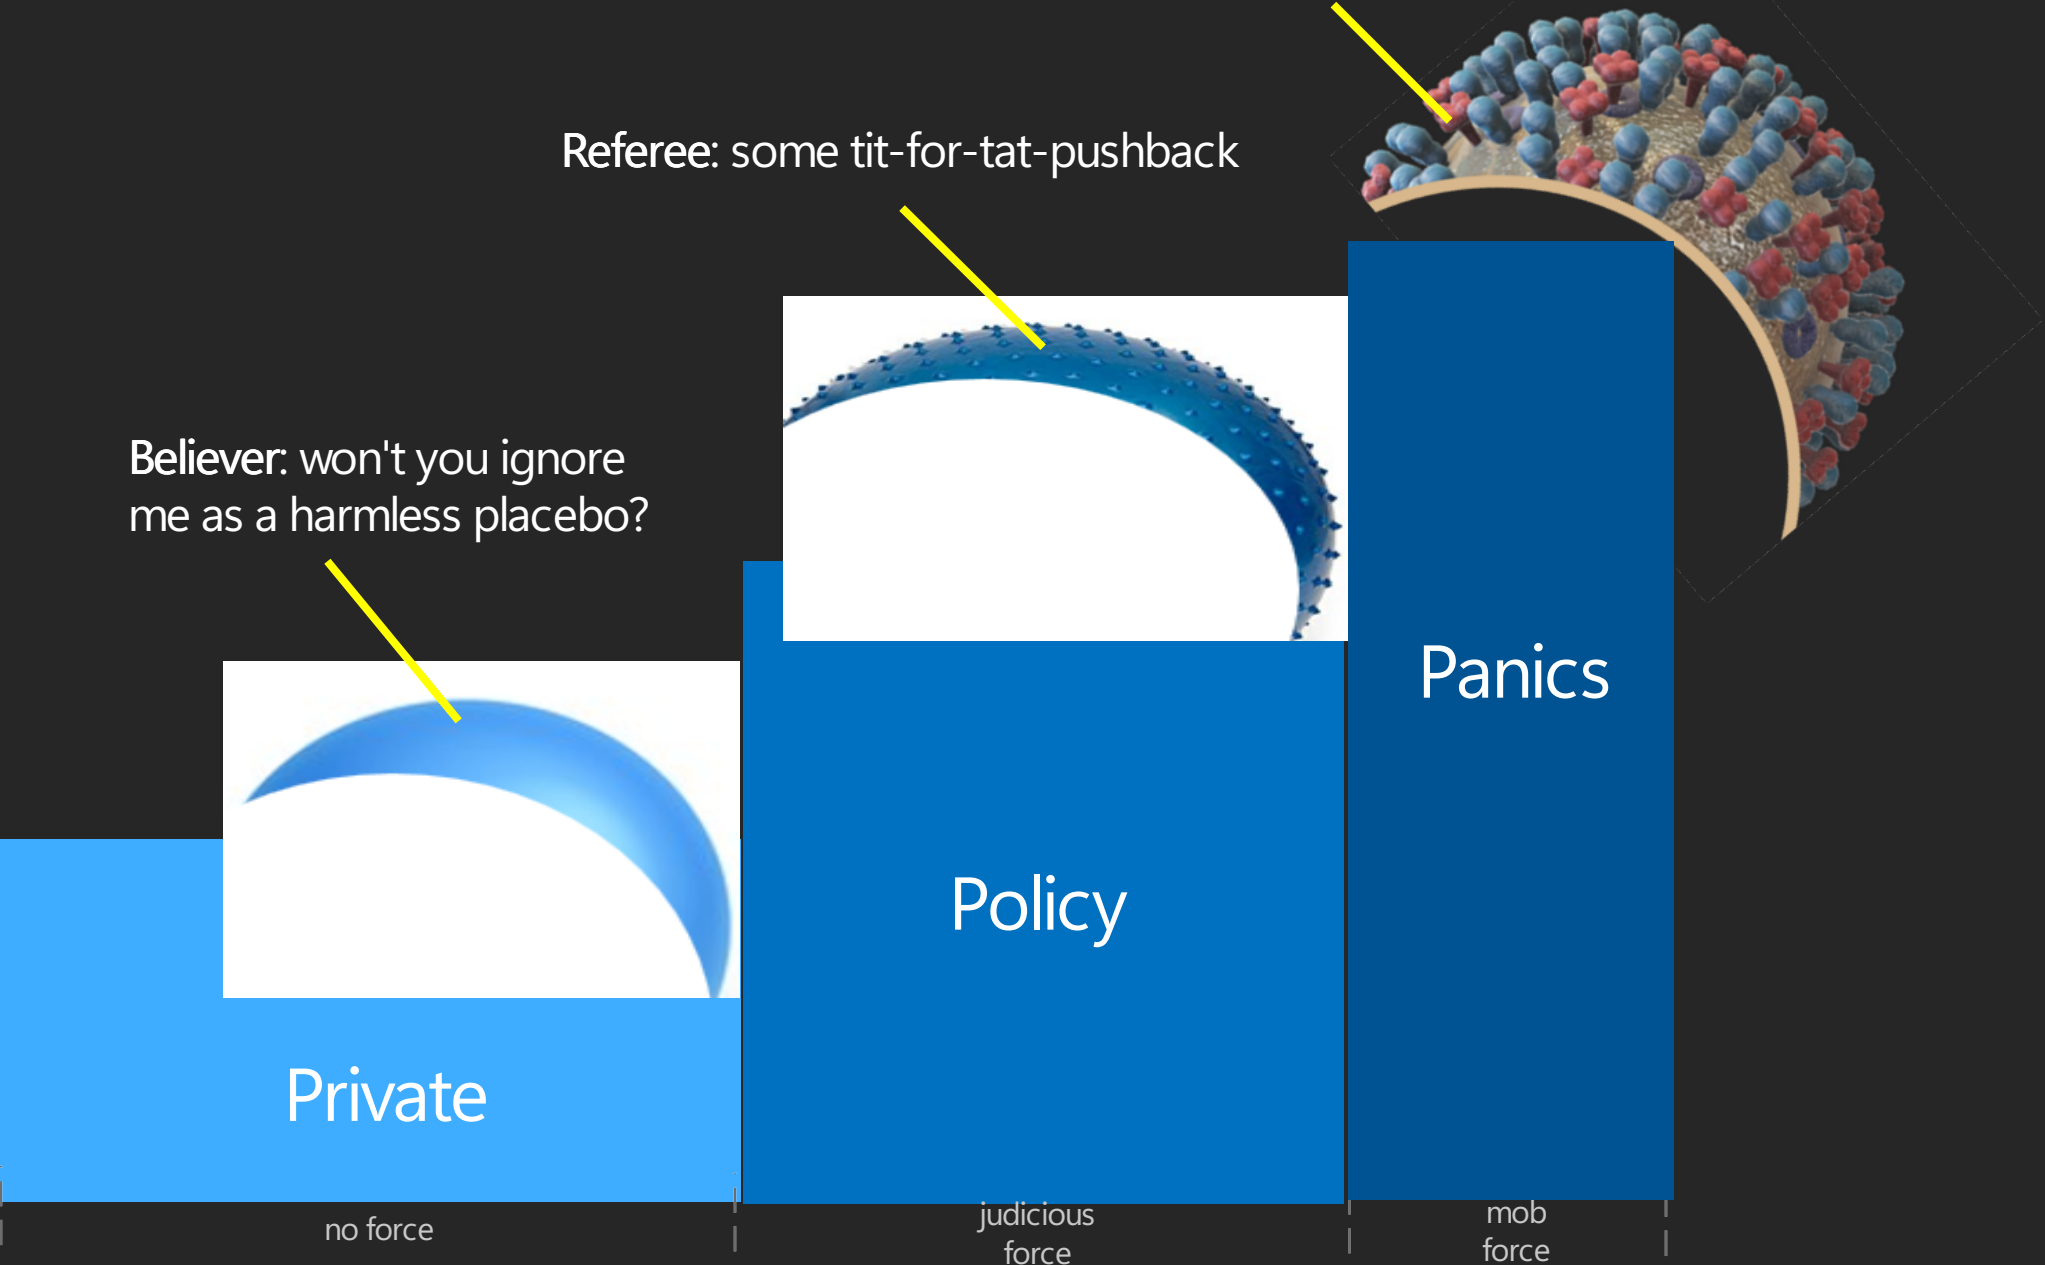 Referee: some tit-for-tat-pushback
Believer: won't you ignore
me as a harmless placebo?
Panics
Policy
Private
no force
judicious
force
mob
force